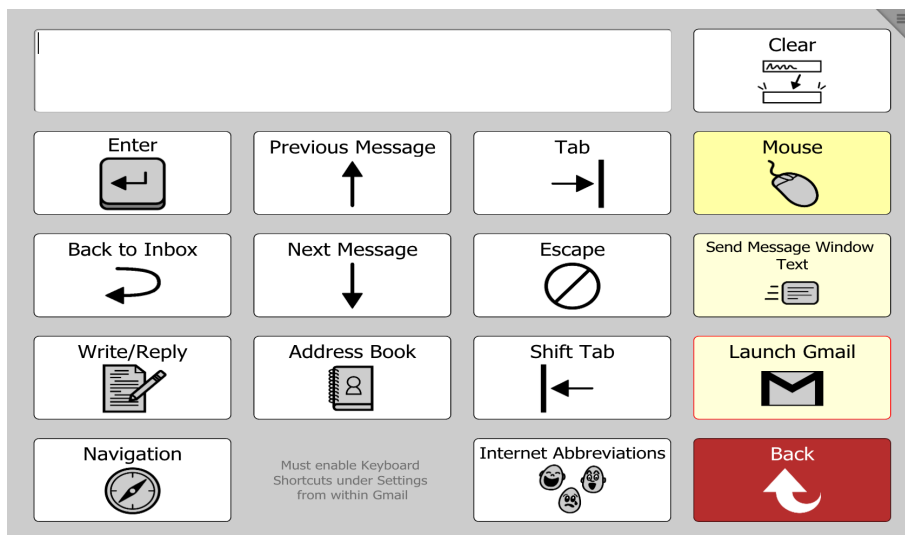 Clear
Enter
Previous Message
Tab
Mouse
Back to Inbox
Next Message
Escape
Send Message Window
Text
Write/Reply
Address Book
Shift Tab
Launch Gmail
Navigation
Must enable Keyboard
Shortcuts under Settings
from within Gmail
Internet Abbreviations
Back